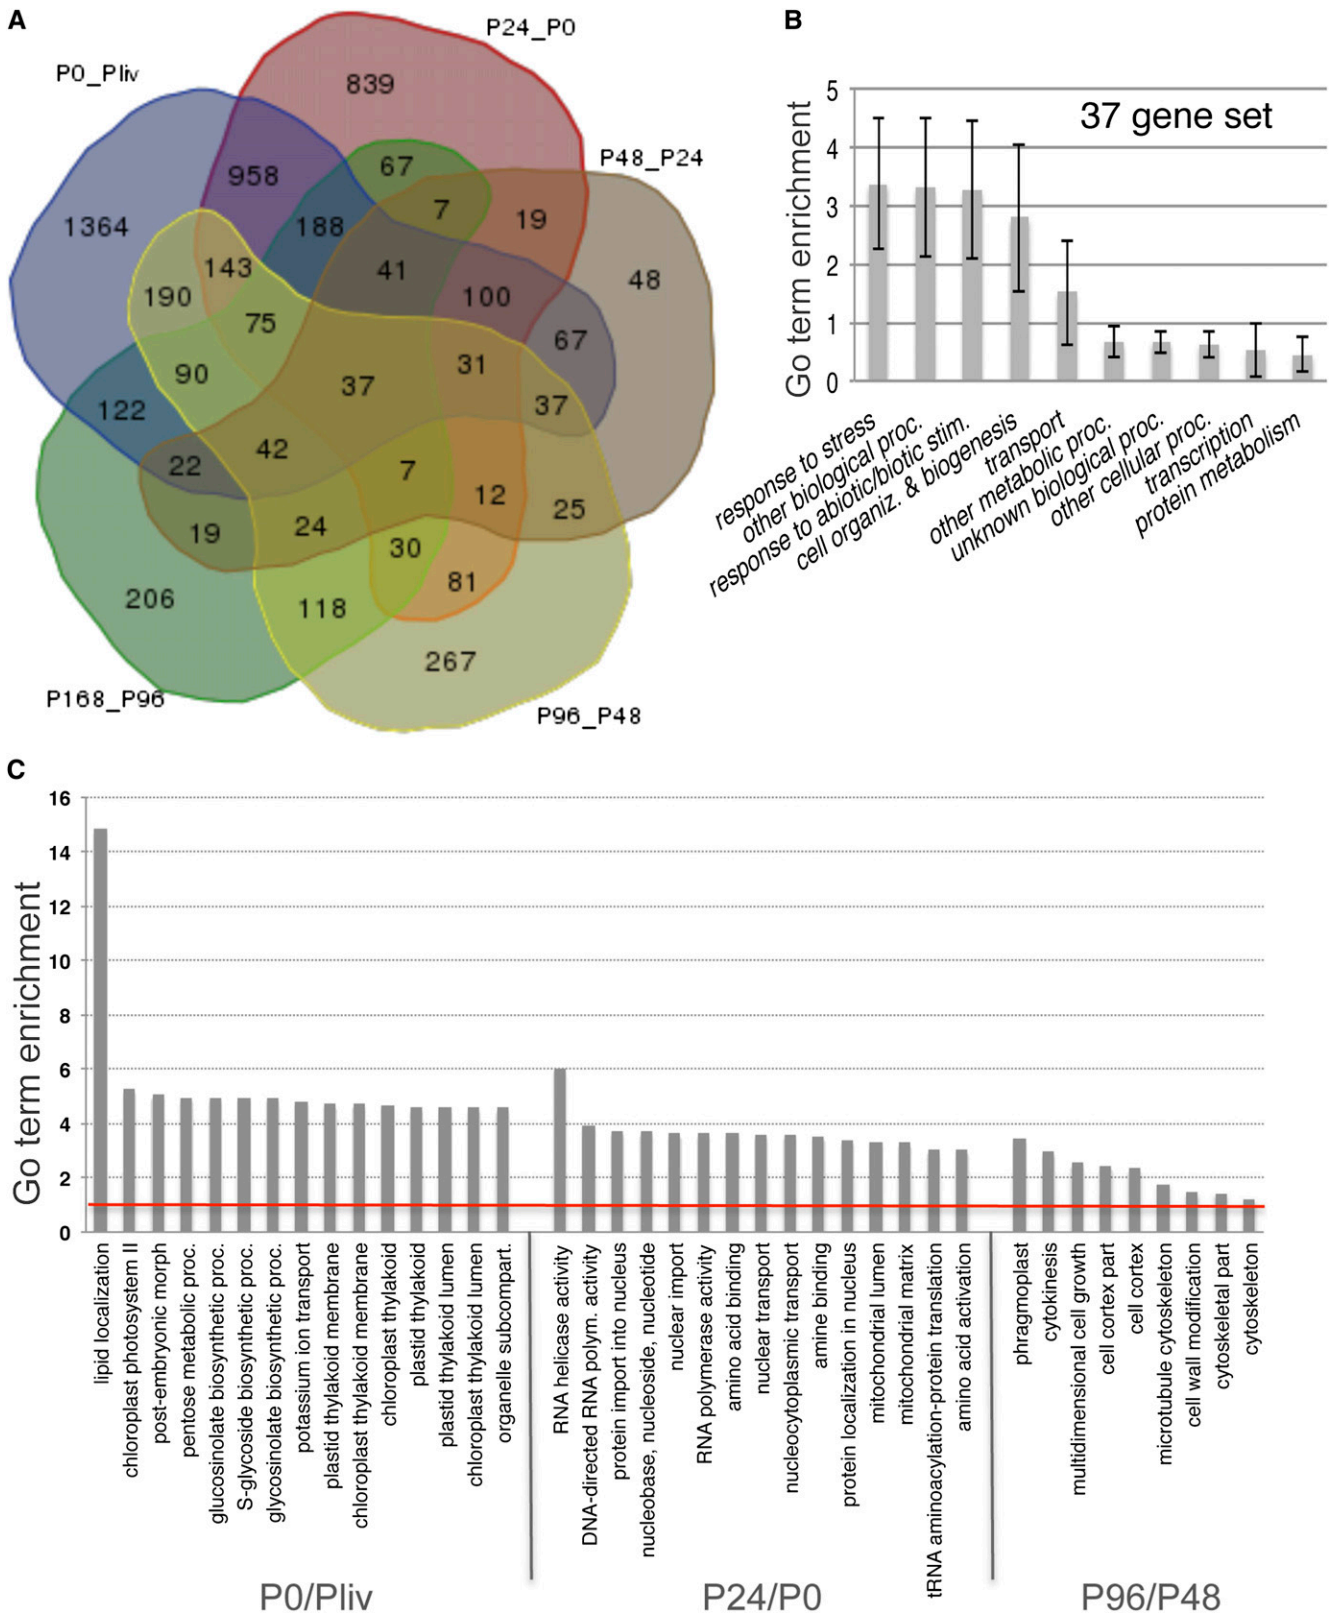 A
P24_P0
P0_Pliv
P48_P24
839
958
67
1364
188
7
19
48
143
41
190
100
75
67
31
90
37
37
122
42
22
7
12
25
19
24
30
206
118
81
267
P168_P96
P96_P48
B
37 gene set
Go term enrichment
5
4
3
2
1
0
response to stress
other biological proc.
response to abiotic/biotic stim.
cell organiz. & biogenesis
transport
other metabolic proc.
unknown biological proc.
other cellular proc.
transcription
protein metabolism
C
Go term enrichment
16
14
12
10
8
6
4
2
0
lipid localization
chloroplast photosystem II
post-embryonic morph
pentose metabolic proc.
glucosinolate biosynthetic proc.
S-glycoside biosynthetic proc.
glycosinolate biosynthetic proc.
potassium ion transport
plastid thylakoid membrane
chloroplast thylakoid membrane
chloroplast thylakoid
plastid thylakoid
plastid thylakoid lumen
chloroplast thylakoid lumen
organelle subcompart.
RNA helicase activity
DNA-directed RNA polym. activity
protein import into nucleus
nucleobase, nucleoside, nucleotide
nuclear import
RNA polymerase activity
amino acid binding
nuclear transport
nucleocytoplasmic transport
amine binding
protein localization in nucleus
mitochondrial lumen
mitochondrial matrix
tRNA aminoacylation-protein translation
amino acid activation
phragmoplast
cytokinesis
multidimensional cell growth
cell cortex part
cell cortex
microtubule cytoskeleton
cell wall modification
cytoskeletal part
cytoskeleton
P0/Pliv
P24/P0
P96/P48